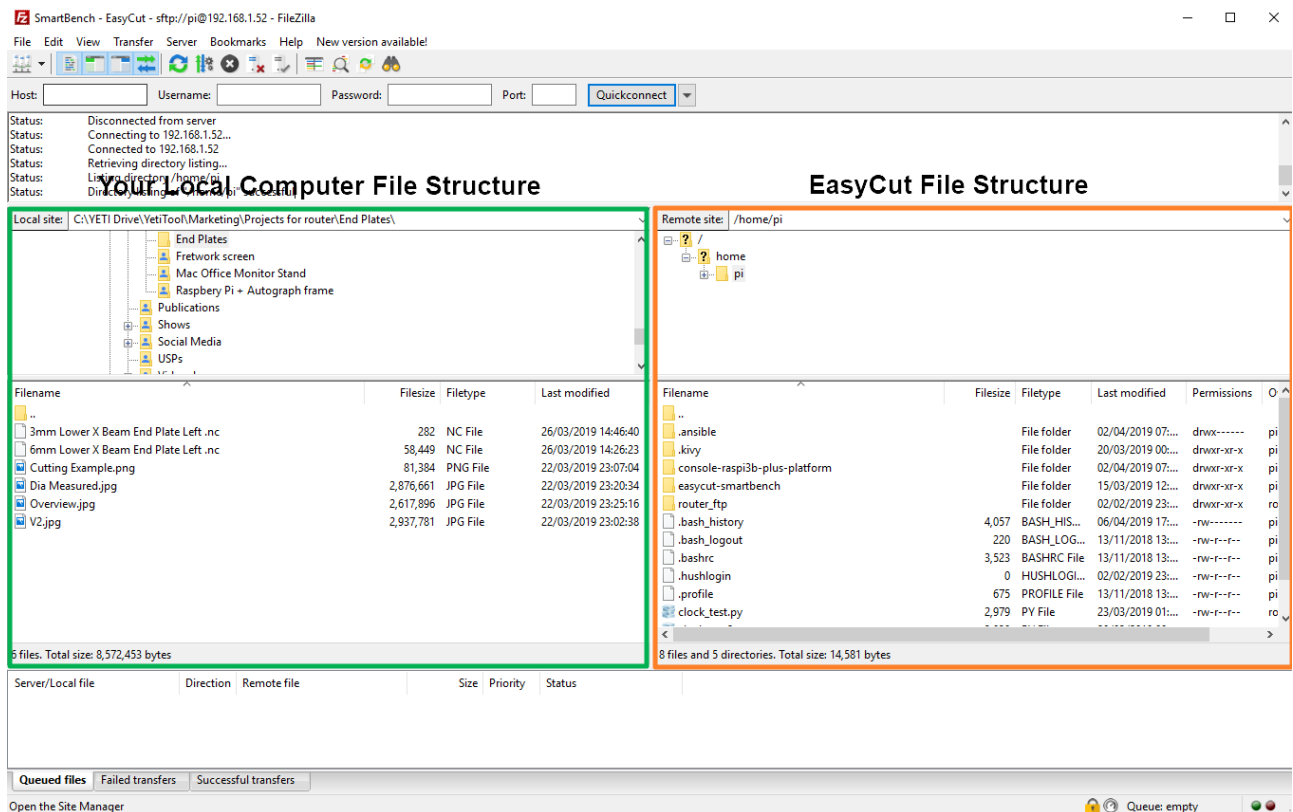 SmartBench - EasyCut - sftp://pi@192.168.1.52 - FileZilla
File Edit View Transfer Server Bookmarks Help New version available!
Host: Username: Password: Port: Quickconnect
Status: Disconnected from server
Status: Connecting to 192.168.1.52...
Status: Connected to 192.168.1.52
Status: Retrieving directory listing...
Status: Listing directory /home/pi
Status: Directory listing of "/home/pi" successful
Your Local Computer File Structure
EasyCut File Structure
Local site: C:\YETI Drive\YetiTool\Marketing\Projects for router\End Plates\
End Plates
Fretwork screen
Mac Office Monitor Stand
Raspbery Pi + Autograph frame
Publications
Shows
Social Media
USPs
Remote site: /home/pi
/
home
pi
Filename Filesize Filetype Last modified
..
3mm Lower X Beam End Plate Left .nc 282 NC File 26/03/2019 14:46:40
6mm Lower X Beam End Plate Left .nc 58,449 NC File 26/03/2019 14:26:23
Cutting Example.png 81,384 PNG File 22/03/2019 23:07:04
Dia Measured.jpg 2,876,661 JPG File 22/03/2019 23:20:34
Overview.jpg 2,617,896 JPG File 22/03/2019 23:25:16
V2.jpg 2,937,781 JPG File 22/03/2019 23:02:38
6 files. Total size: 8,572,453 bytes
Filename Filesize Filetype Last modified Permissions O
..
.ansible File folder 02/04/2019 07:... drwx------ pi
.kivy File folder 20/03/2019 00:... drwxr-xr-x pi
console-raspi3b-plus-platform File folder 02/04/2019 07:... drwxr-xr-x pi
easycut-smartbench File folder 15/03/2019 12:... drwxr-xr-x pi
router_ftp File folder 02/02/2019 23:... drwxr-xr-x ro
.bash_history 4,057 BASH_HIS... 06/04/2019 17:... -rw------- pi
.bash_logout 220 BASH_LOG... 13/11/2018 13:... -rw-r--r-- pi
.bashrc 3,523 BASHRC File 13/11/2018 13:... -rw-r--r-- pi
.hushlogin 0 HUSHLOGI... 02/02/2019 23:... -rw-r--r-- pi
.profile 675 PROFILE File 13/11/2018 13:... -rw-r--r-- pi
clock_test.py 2,979 PY File 23/03/2019 01:... -rw-r--r-- ro
8 files and 5 directories. Total size: 14,581 bytes
Server/Local file Direction Remote file Size Priority Status
Queued files Failed transfers Successful transfers
Open the Site Manager Queue: empty